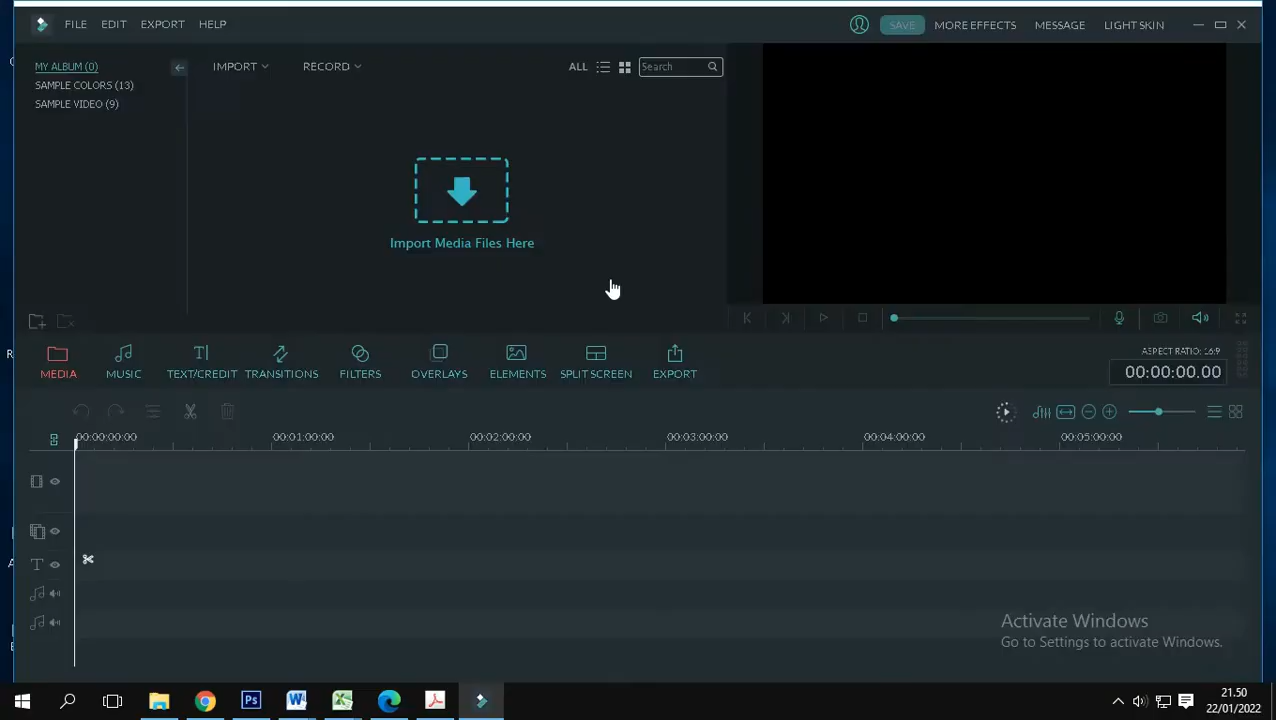 FILE EDIT EXPORT HELP SAVE MORE EFFECTS MESSAGE LIGHT SKIN
MY ALBUM (0) IMPORT RECORD ALL Search
SAMPLE COLORS (13)
SAMPLE VIDEO (9)
Import Media Files Here
ASPECT RATIO: 16:9
MEDIA MUSIC TEXT/CREDIT TRANSITIONS FILTERS OVERLAYS ELEMENTS SPLIT SCREEN EXPORT 00:00:00.00
00:00:00:00 00:01:00:00 00:02:00:00 00:03:00:00 00:04:00:00 00:05:00:00
Activate Windows
Go to Settings to activate Windows.
21.50
22/01/2022